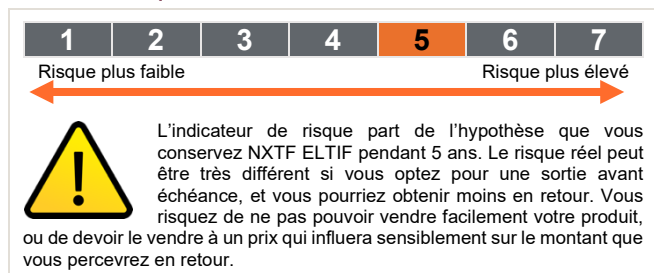 1 2 3 4 5 6 7
Risque plus faible Risque plus élevé
L'indicateur de risque part de l'hypothèse que vous
conservez NXTF ELTIF pendant 5 ans. Le risque réel peut
être très différent si vous optez pour une sortie avant
échéance, et vous pourriez obtenir moins en retour. Vous
risquez de ne pas pouvoir vendre facilement votre produit,
ou de devoir le vendre à un prix qui influera sensiblement sur le montant que
vous percevrez en retour.